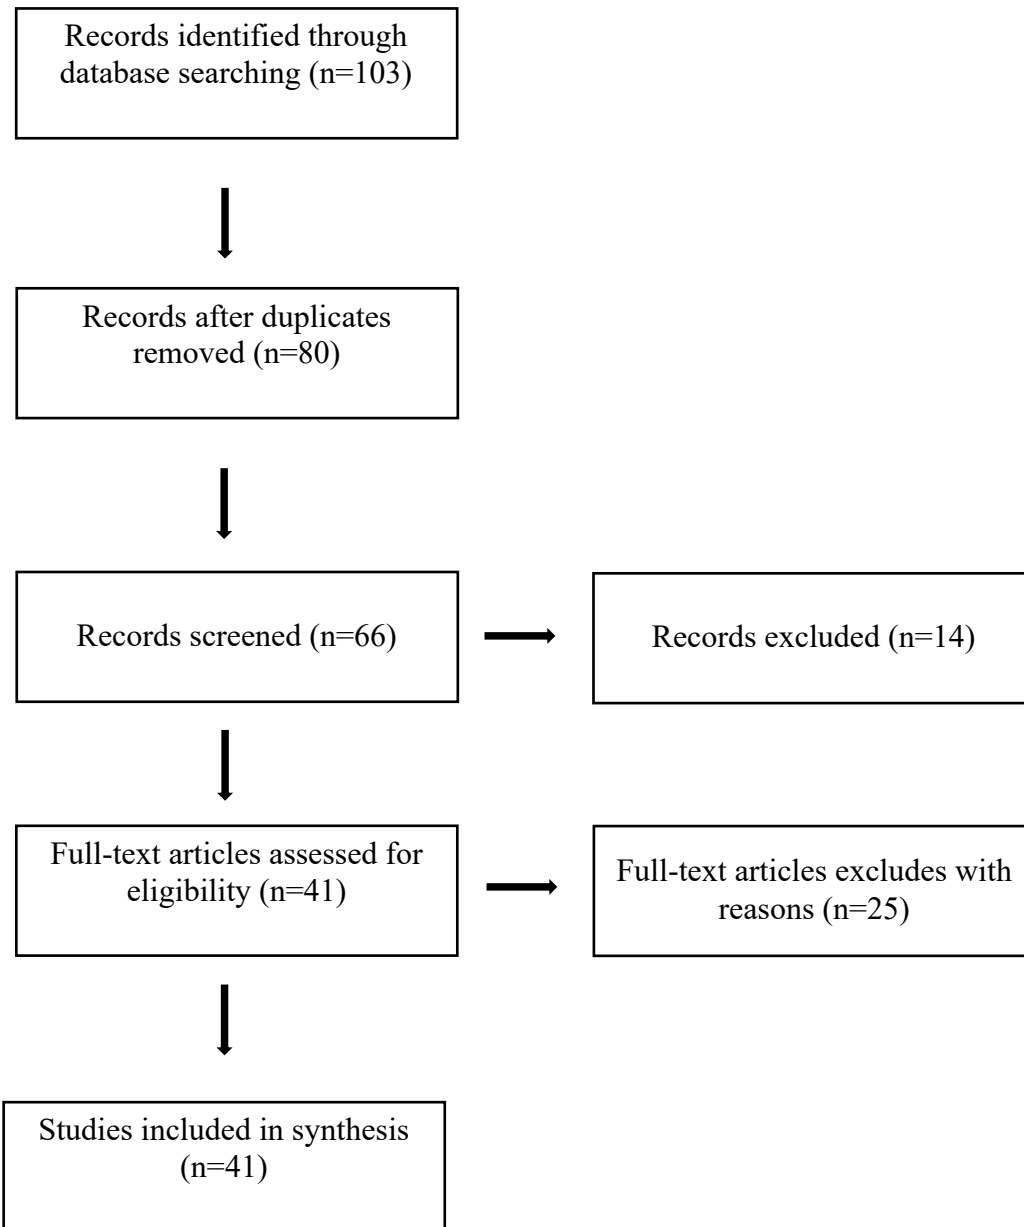 Records identified through
database searching (n=103)
Records after duplicates
removed (n=80)
Records screened (n=66)
Records excluded (n=14)
Full-text articles assessed for
eligibility (n=41)
Full-text articles excludes with
reasons (n=25)
Studies included in synthesis
(n=41)